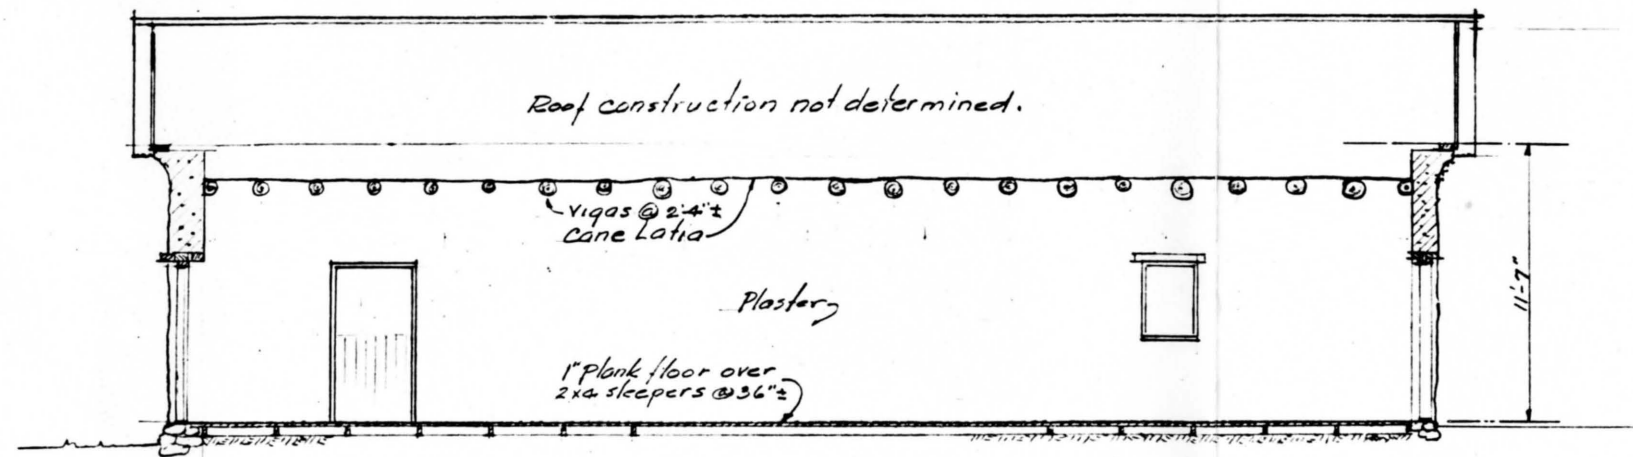 Roof construction not determined.
Vigas @ 2'4"±
Cane Latia
Plaster
11'-7"
1" Plank floor over
2x4 sleepers @ 36"±